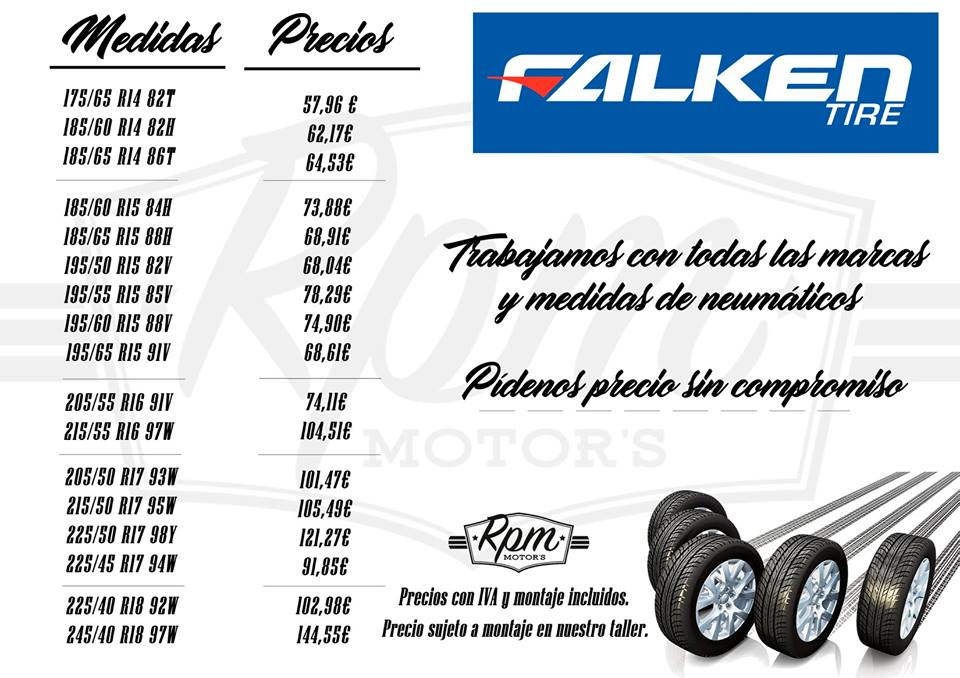 Medidas Precios
175/65 R14 82T 57,96 €
185/60 R14 82H 62,17€
185/65 R14 86T 64,53€
185/60 R15 84H 73,88€
185/65 R15 88H 68,91€
195/50 R15 82V 68,04€
195/55 R15 85V 78,29€
195/60 R15 88V 74,90€
195/65 R15 91V 68,61€
205/55 R16 91V 74,11€
215/55 R16 97W 104,51€
205/50 R17 93W 101,47€
215/50 R17 95W 105,49€
225/50 R17 98Y 121,27€
225/45 R17 94W 91,85€
225/40 R18 92W 102,98€
245/40 R18 97W 144,55€
FALKEN
TIRE
Trabajamos con todas las marcas
y medidas de neumáticos
Pídenos precio sin compromiso
Rpm
MOTOR'S
Rpm
MOTOR'S
Precios con IVA y montaje incluidos.
Precio sujeto a montaje en nuestro taller.